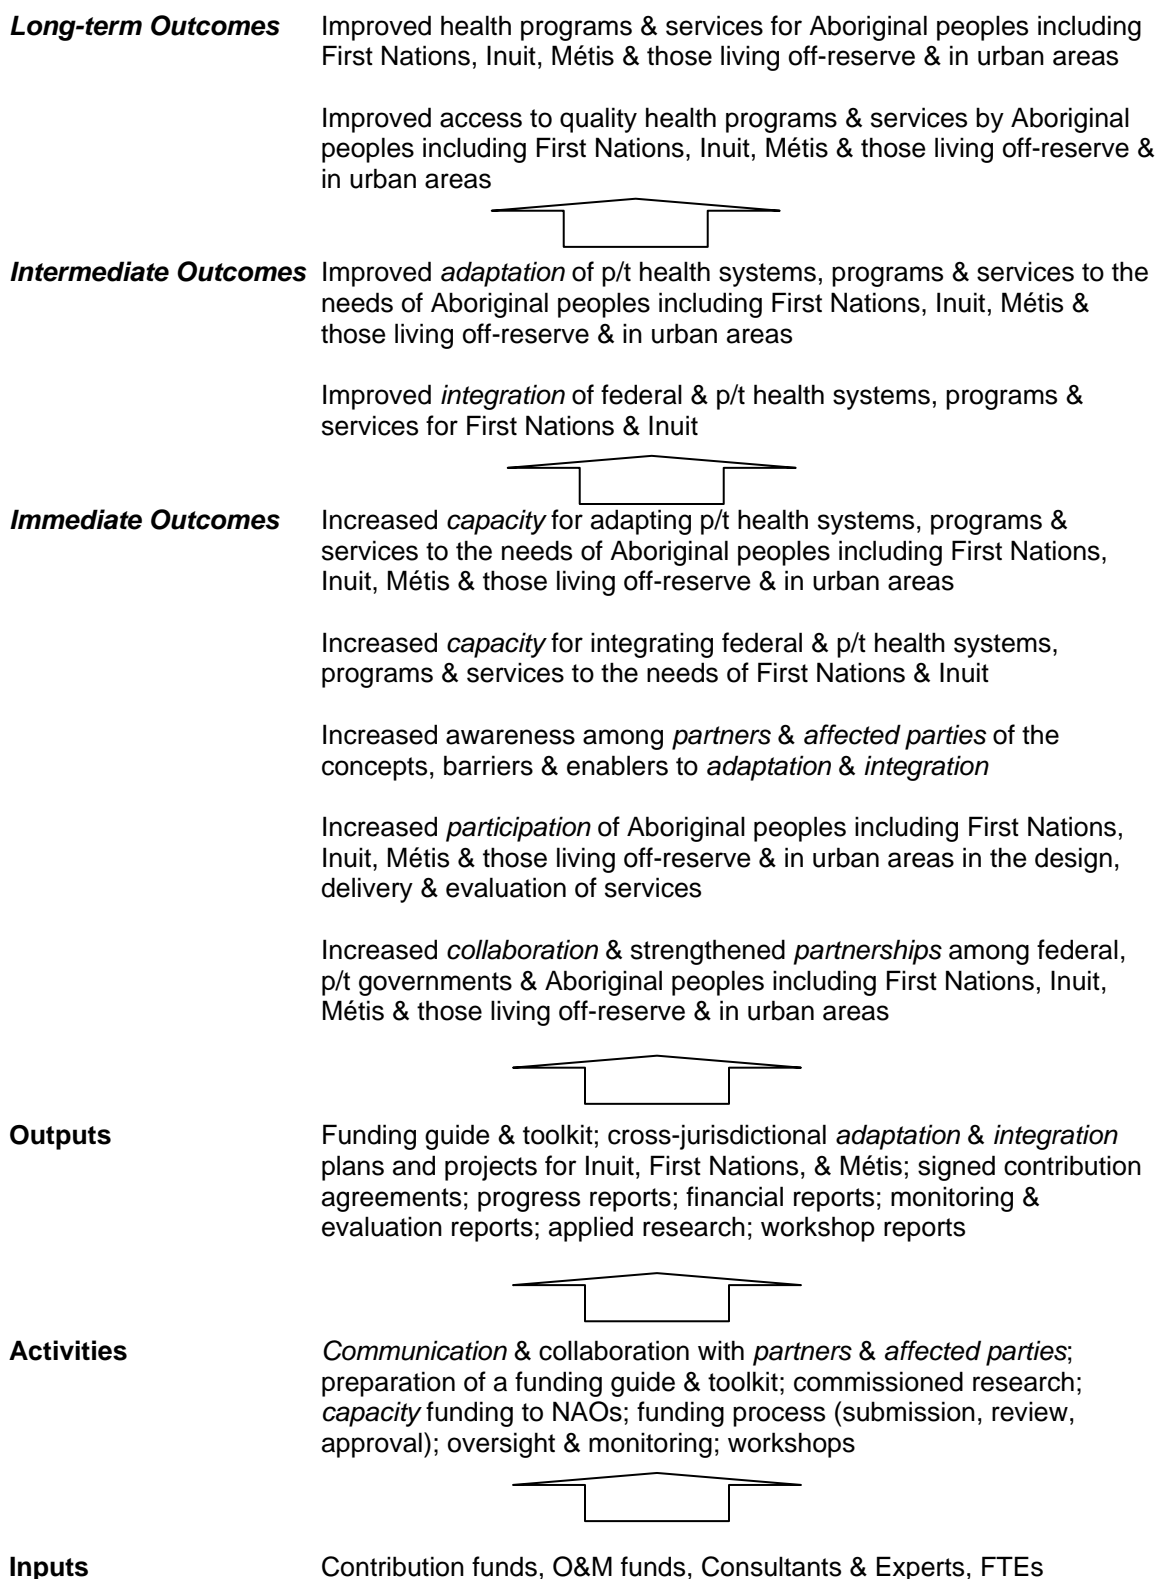 Long-term Outcomes Improved health programs & services for Aboriginal peoples including
First Nations, Inuit, Métis & those living off-reserve & in urban areas
Improved access to quality health programs & services by Aboriginal
peoples including First Nations, Inuit, Métis & those living off-reserve &
in urban areas
Intermediate Outcomes Improved adaptation of p/t health systems, programs & services to the
needs of Aboriginal peoples including First Nations, Inuit, Métis &
those living off-reserve & in urban areas
Improved integration of federal & p/t health systems, programs &
services for First Nations & Inuit
Immediate Outcomes Increased capacity for adapting p/t health systems, programs &
services to the needs of Aboriginal peoples including First Nations,
Inuit, Métis & those living off-reserve & in urban areas
Increased capacity for integrating federal & p/t health systems,
programs & services to the needs of First Nations & Inuit
Increased awareness among partners & affected parties of the
concepts, barriers & enablers to adaptation & integration
Increased participation of Aboriginal peoples including First Nations,
Inuit, Métis & those living off-reserve & in urban areas in the design,
delivery & evaluation of services
Increased collaboration & strengthened partnerships among federal,
p/t governments & Aboriginal peoples including First Nations, Inuit,
Métis & those living off-reserve & in urban areas
Outputs Funding guide & toolkit; cross-jurisdictional adaptation & integration
plans and projects for Inuit, First Nations, & Métis; signed contribution
agreements; progress reports; financial reports; monitoring &
evaluation reports; applied research; workshop reports
Activities Communication & collaboration with partners & affected parties;
preparation of a funding guide & toolkit; commissioned research;
capacity funding to NAOs; funding process (submission, review,
approval); oversight & monitoring; workshops
Inputs Contribution funds, O&M funds, Consultants & Experts, FTEs